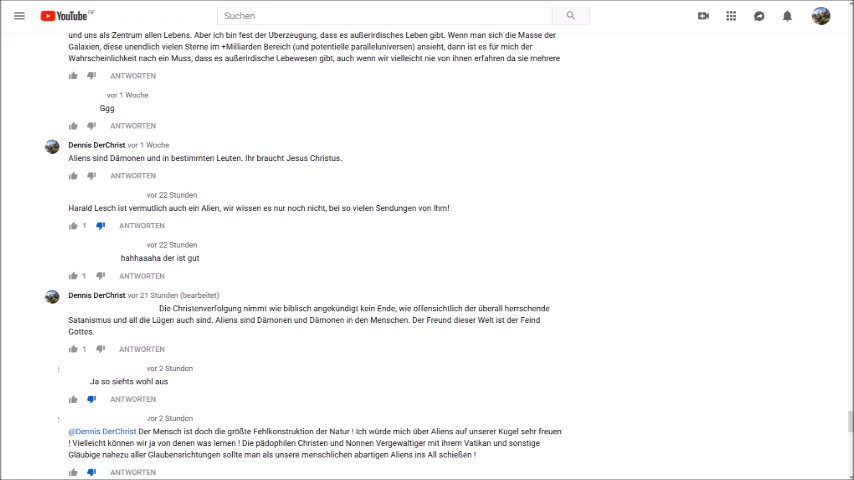 YouTube BE
Suchen
und uns als Zentrum allen Lebens. Aber ich bin fest der Überzeugung, dass es außerirdisches Leben gibt. Wenn man sich die Masse der
Galaxien, diese unendlich vielen Sterne im +Milliarden Bereich (und potentielle paralleluniversen) ansieht, dann ist es für mich der
Wahrscheinlichkeit nach ein Muss, dass es außerirdische Lebewesen gibt, auch wenn wir vielleicht nie von ihnen erfahren da sie mehrere
ANTWORTEN
vor 1 Woche
Ggg
ANTWORTEN
Dennis DerChrist vor 1 Woche
Aliens sind Dämonen und in bestimmten Leuten. Ihr braucht Jesus Christus.
ANTWORTEN
vor 22 Stunden
Harald Lesch ist vermutlich auch ein Alien, wir wissen es nur noch nicht, bei so vielen Sendungen von Ihm!
1 ANTWORTEN
vor 22 Stunden
hahhaaaha der ist gut
1 ANTWORTEN
Dennis DerChrist vor 21 Stunden (bearbeitet)
Die Christenverfolgung nimmt wie biblisch angekündigt kein Ende, wie offensichtlich der überall herrschende
Satanismus und all die Lügen auch sind. Aliens sind Dämonen und Dämonen in den Menschen. Der Freund dieser Welt ist der Feind
Gottes.
1 ANTWORTEN
vor 2 Stunden
Ja so siehts wohl aus
ANTWORTEN
vor 2 Stunden
@Dennis DerChrist Der Mensch ist doch die größte Fehlkonstruktion der Natur ! Ich würde mich über Aliens auf unserer Kugel sehr freuen
! Vielleicht können wir ja von denen was lernen ! Die pädophilen Christen und Nonnen Vergewaltiger mit ihrem Vatikan und sonstige
Gläubige nahezu aller Glaubensrichtungen sollte man als unsere menschlichen abartigen Aliens ins All schießen !
ANTWORTEN